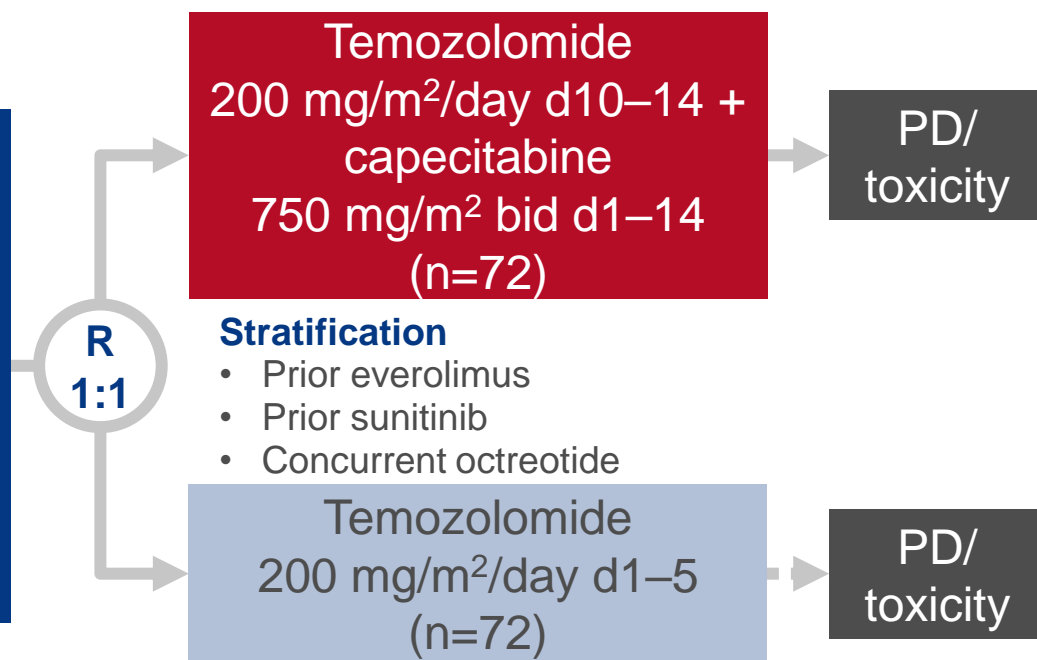 Temozolomide
200 mg/m²/day d10–14 +
capecitabine
750 mg/m² bid d1–14
(n=72)
PD/
toxicity
R
1:1
Stratification
• Prior everolimus
• Prior sunitinib
• Concurrent octreotide
Temozolomide
200 mg/m²/day d1–5
(n=72)
PD/
toxicity